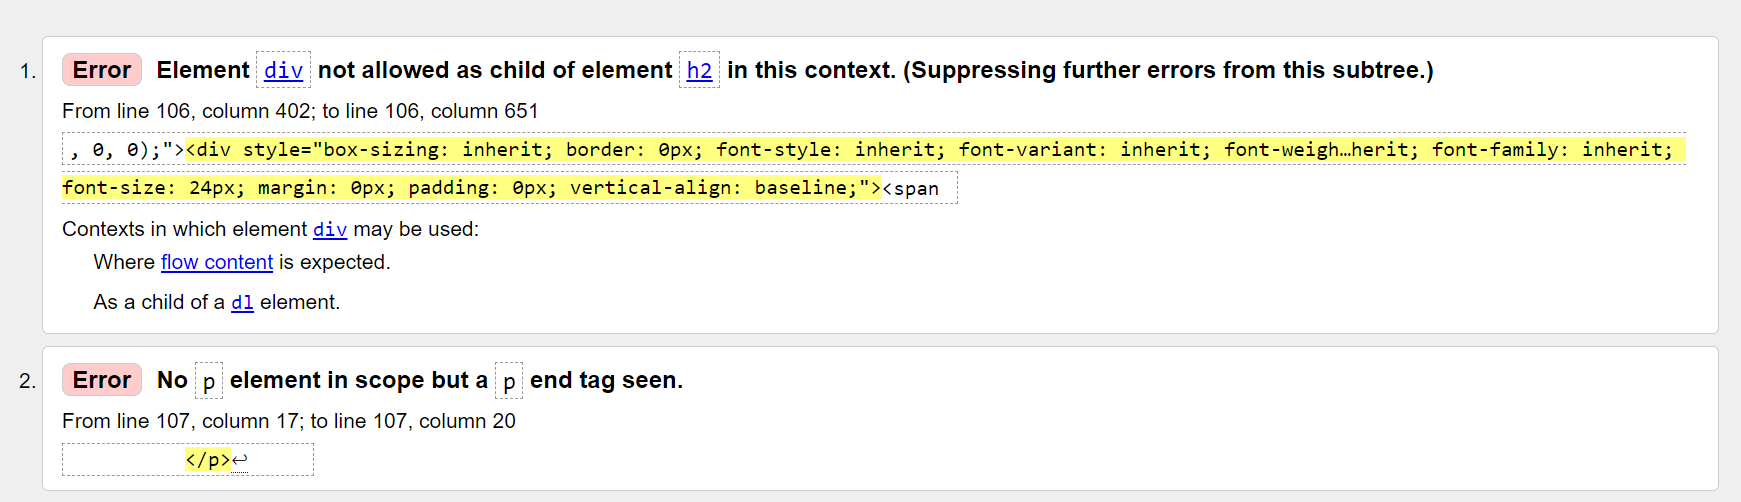 1. Error Element div not allowed as child of element h2 in this context. (Suppressing further errors from this subtree.)
From line 106, column 402; to line 106, column 651
, 0, 0);"><div style="box-sizing: inherit; border: 0px; font-style: inherit; font-variant: inherit; font-weigh…herit; font-family: inherit;
font-size: 24px; margin: 0px; padding: 0px; vertical-align: baseline;"><span
Contexts in which element div may be used:
Where flow content is expected.
As a child of a dl element.
2. Error No p element in scope but a p end tag seen.
From line 107, column 17; to line 107, column 20
</p>↩